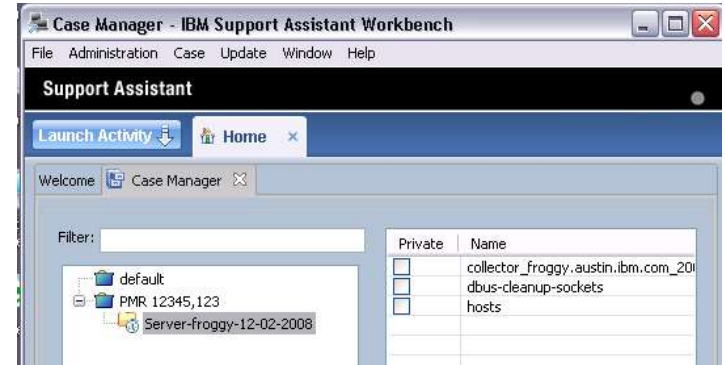 Case Manager - IBM Support Assistant Workbench
File Administration Case Update Window Help
Support Assistant
Launch Activity Home
Welcome Case Manager
Filter:
default
PMR 12345,123
Server-froggy-12-02-2008
Private Name
collector_froggy.austin.ibm.com_20
dbus-cleanup-sockets
hosts